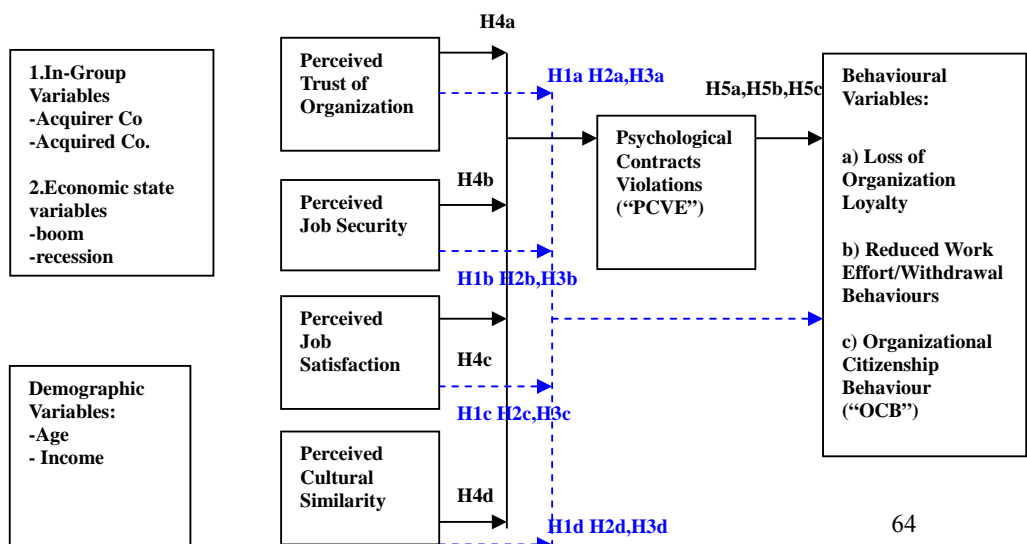 H4a
1.In-Group
Variables
-Acquirer Co
-Acquired Co.
2.Economic state
variables
-boom
-recession
Demographic
Variables:
-Age
- Income
Perceived
Trust of
Organization
H1a H2a,H3a
H4b
Perceived
Job Security
H1b H2b,H3b
Perceived
Job
Satisfaction
H4c
H1c H2c,H3c
Perceived
Cultural
Similarity
H4d
H1d H2d,H3d
Psychological
Contracts
Violations
(“PCVE”)
H5a,H5b,H5c
Behavioural
Variables:
a) Loss of
Organization
Loyalty
b) Reduced Work
Effort/Withdrawal
Behaviours
c) Organizational
Citizenship
Behaviour
(“OCB”)
64